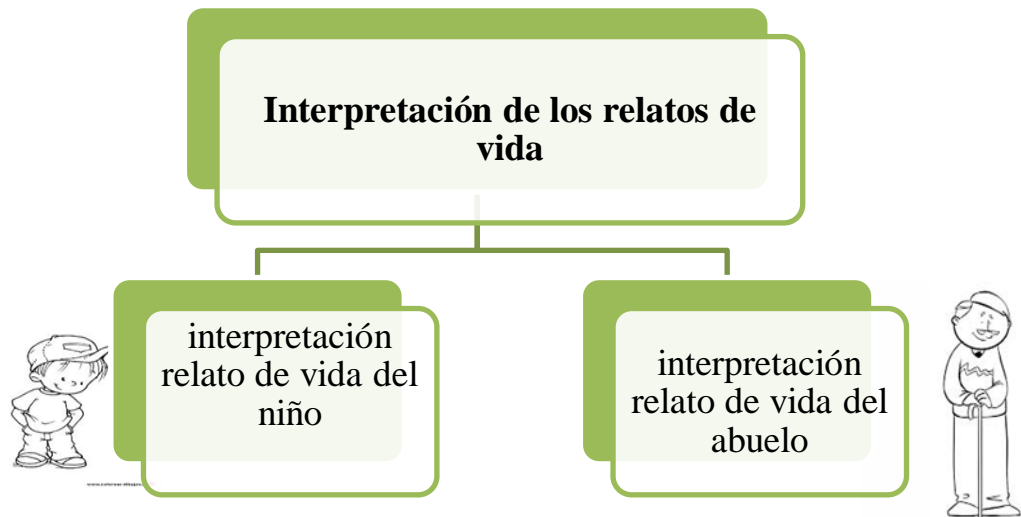 Interpretación de los relatos de
vida
interpretación
relato de vida del
niño
interpretación
relato de vida del
abuelo